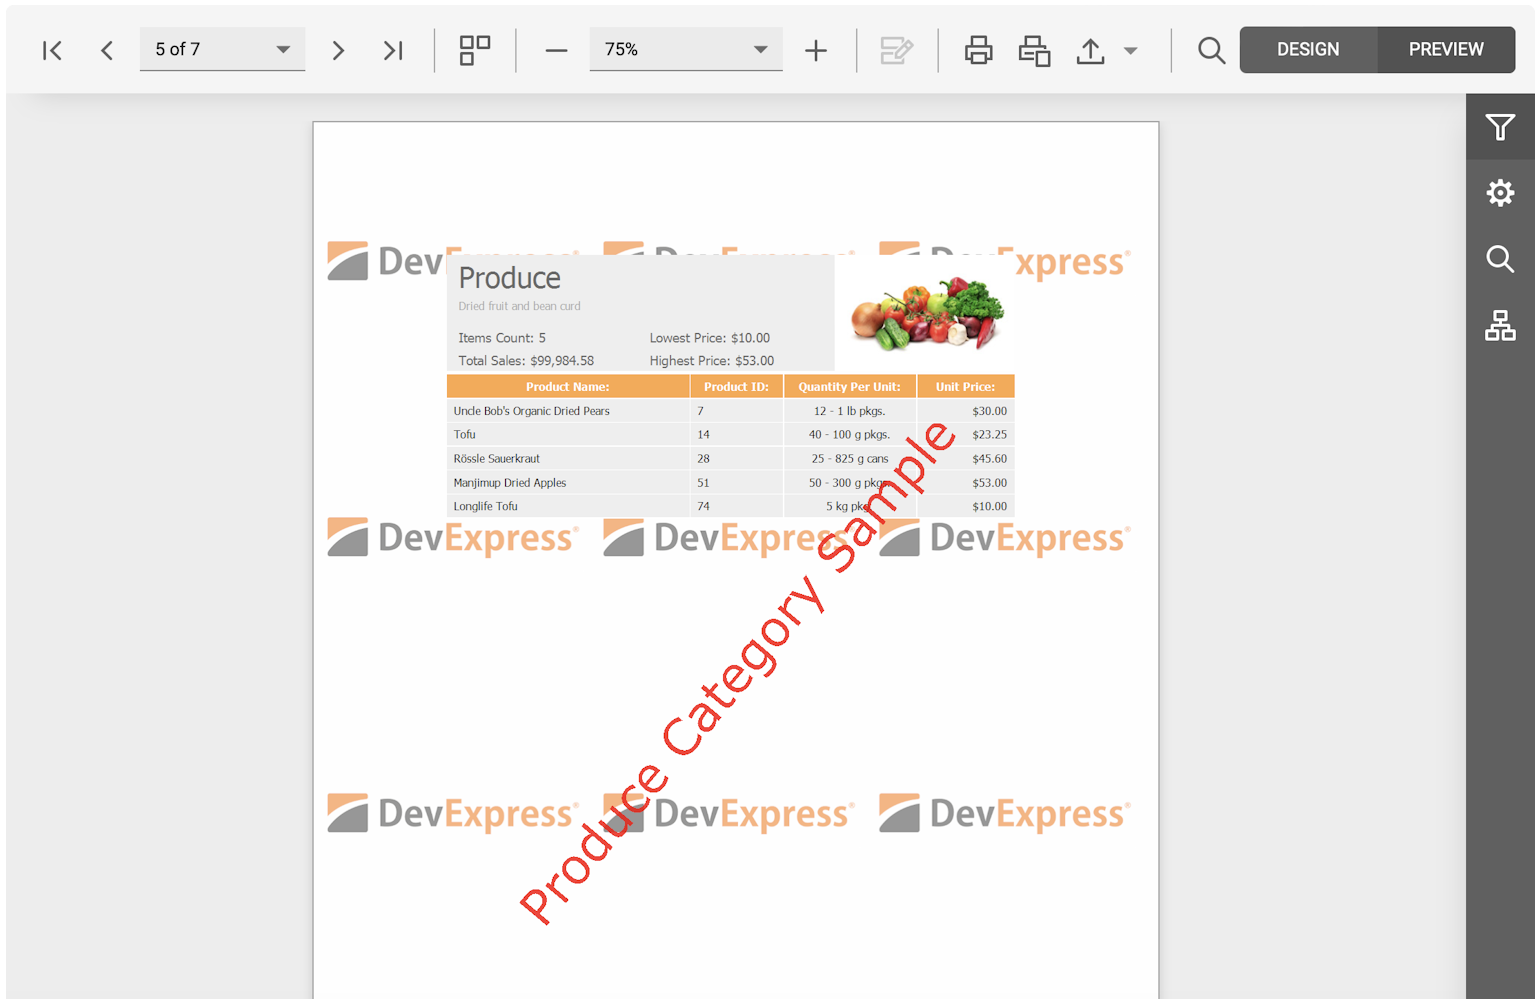 5 of 7
75%
DESIGN
PREVIEW
DevExpress®
Produce
Dried fruit and bean curd
Items Count: 5 Lowest Price: $10.00
Total Sales: $99,984.58 Highest Price: $53.00
Product Name: Product ID: Quantity Per Unit: Unit Price:
Uncle Bob's Organic Dried Pears 7 12 - 1 lb pkgs. $30.00
Tofu 14 40 - 100 g pkgs. $23.25
Rössle Sauerkraut 28 25 - 825 g cans $45.60
Manjimup Dried Apples 51 50 - 300 g pkgs. $53.00
Longlife Tofu 74 5 kg pkg. $10.00
DevExpress® DevExpress DevExpress®
Produce Category Sample
DevExpress® DevExpress® DevExpress®